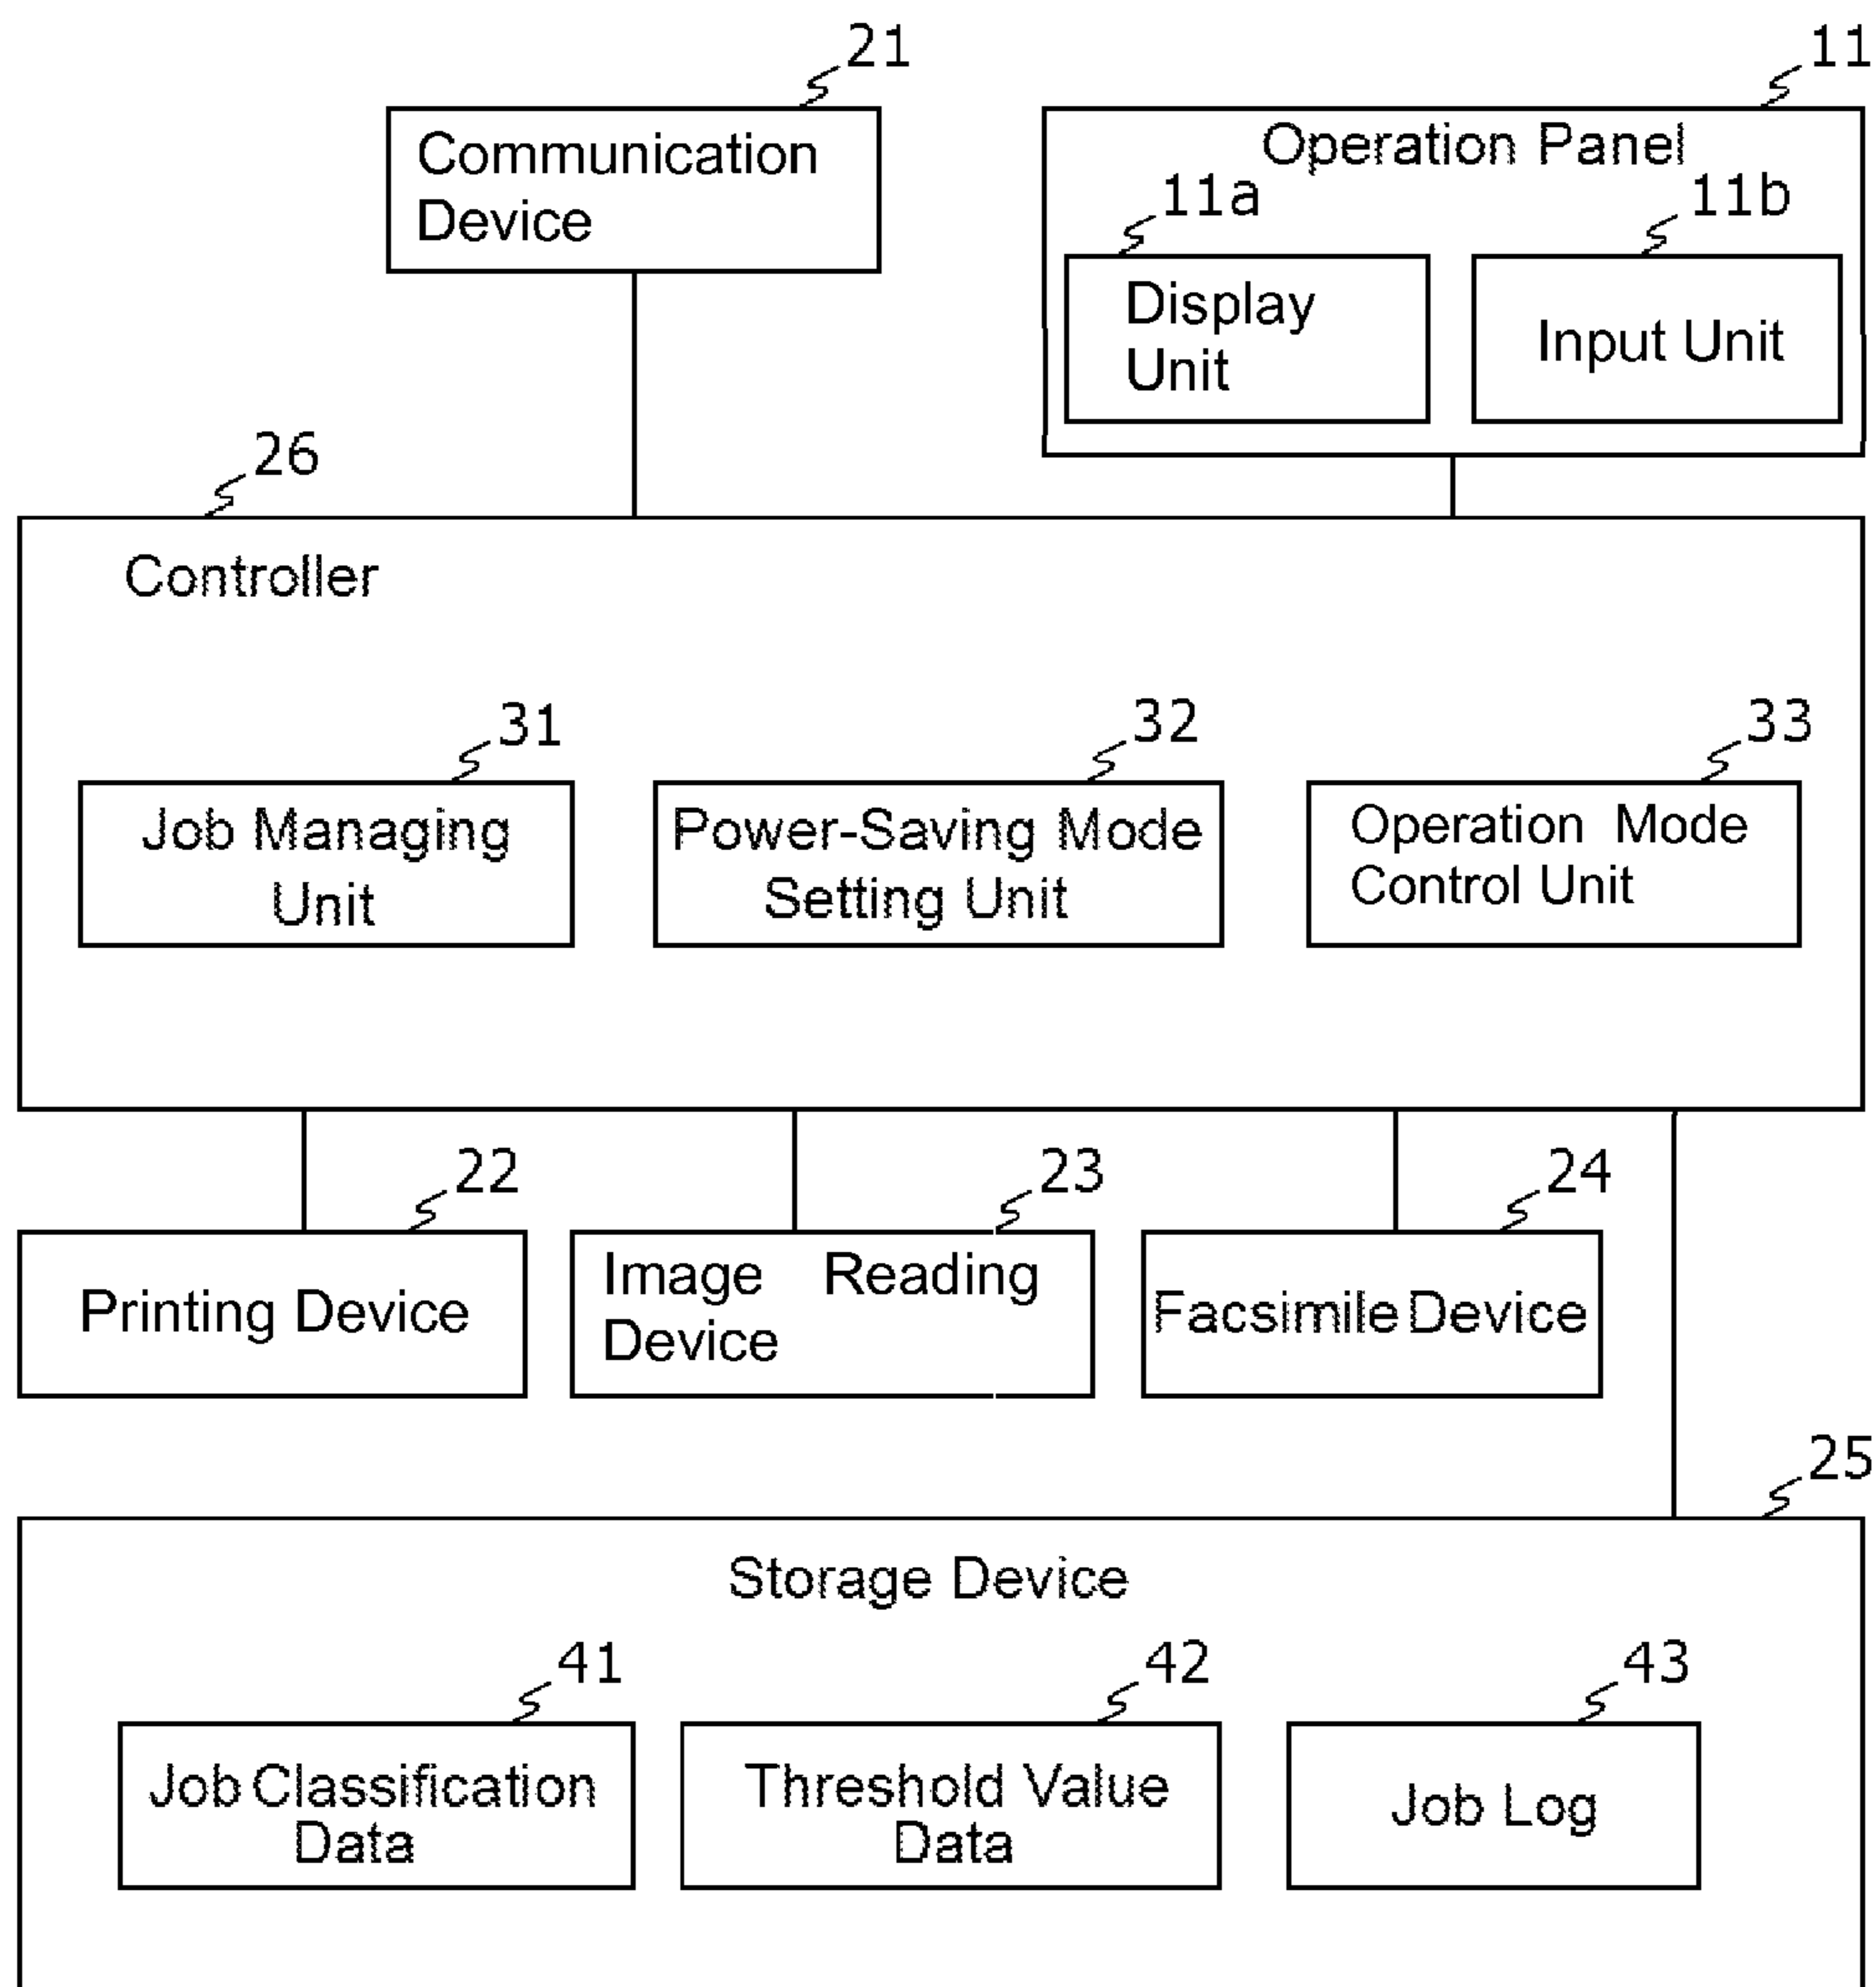 21
Communication
Device
11
Operation Panel
11a
Display
Unit
11b
Input Unit
26
Controller
31
Job Managing
Unit
32
Power-Saving Mode
Setting Unit
33
Operation Mode
Control Unit
22
Printing Device
23
Image Reading
Device
24
Facsimile Device
25
Storage Device
41
Job Classification
Data
42
Threshold Value
Data
43
Job Log